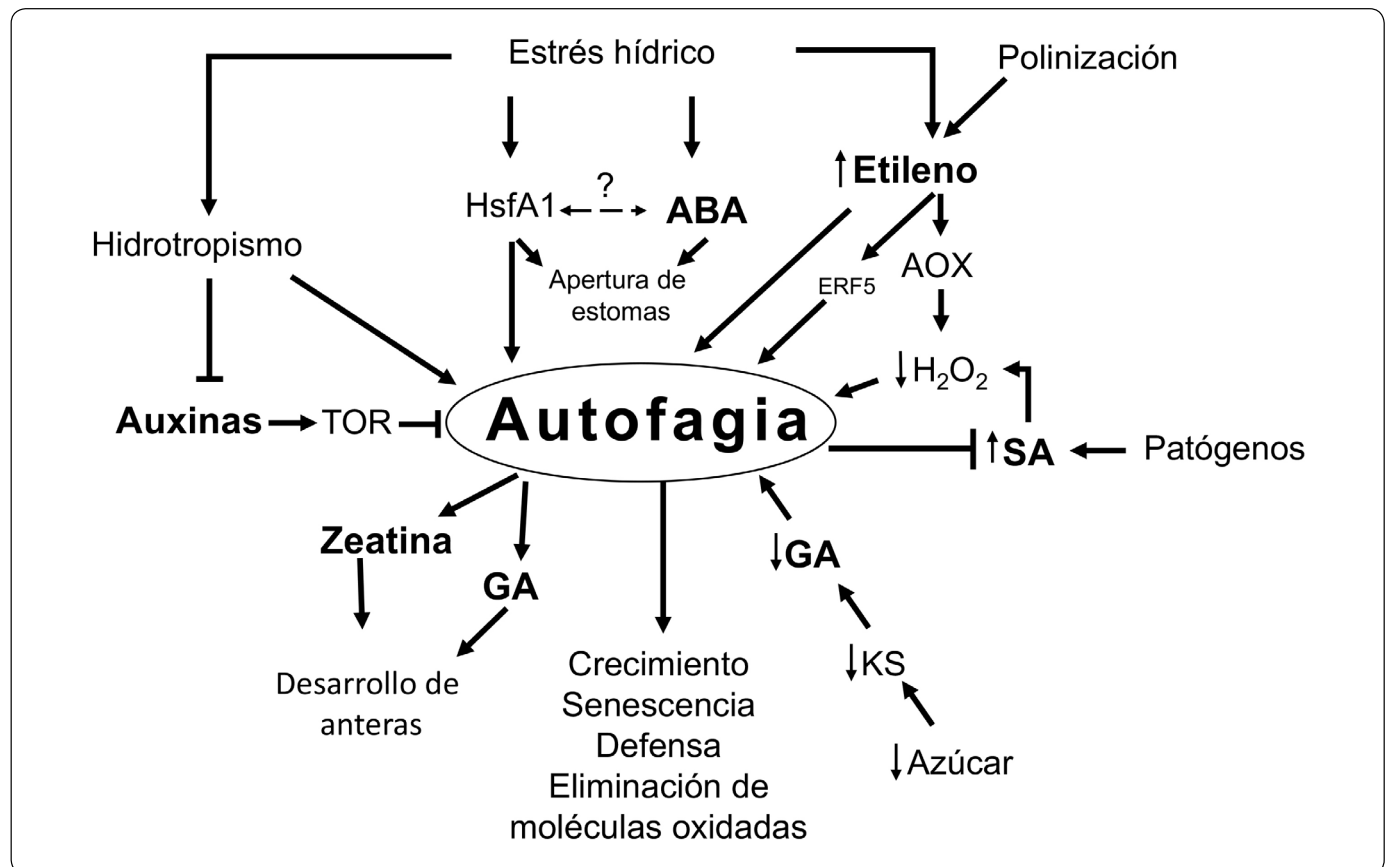 Estrés hídrico
Polinización
↑Etileno
?
HsfA1
ABA
Hidrotropismo
AOX
Apertura de
estomas
ERF5
↓H₂O₂
Auxinas
TOR
Autofagia
↑SA
Patógenos
Zeatina
↓GA
GA
Crecimiento
↓KS
Desarrollo de
anteras
Senescencia
Defensa
↓Azúcar
Eliminación de
moléculas oxidadas